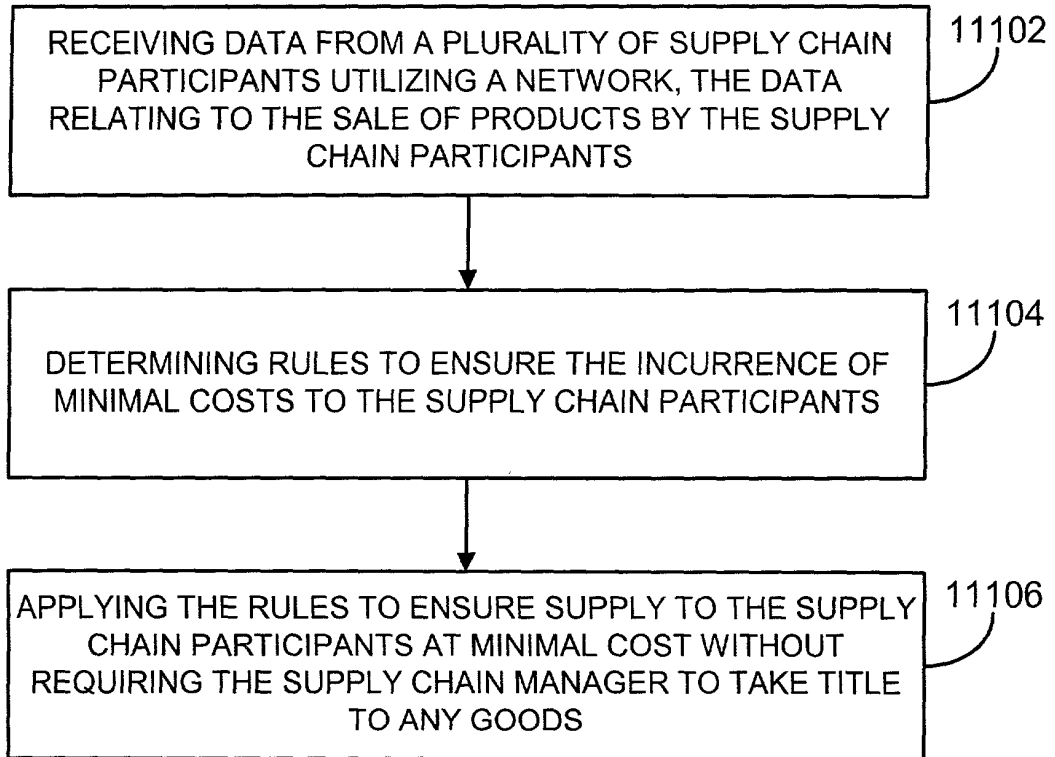 RECEIVING DATA FROM A PLURALITY OF SUPPLY CHAIN
PARTICIPANTS UTILIZING A NETWORK, THE DATA
RELATING TO THE SALE OF PRODUCTS BY THE SUPPLY
CHAIN PARTICIPANTS
11102
DETERMINING RULES TO ENSURE THE INCURRENCE OF
MINIMAL COSTS TO THE SUPPLY CHAIN PARTICIPANTS
11104
APPLYING THE RULES TO ENSURE SUPPLY TO THE SUPPLY
CHAIN PARTICIPANTS AT MINIMAL COST WITHOUT
REQUIRING THE SUPPLY CHAIN MANAGER TO TAKE TITLE
TO ANY GOODS
11106